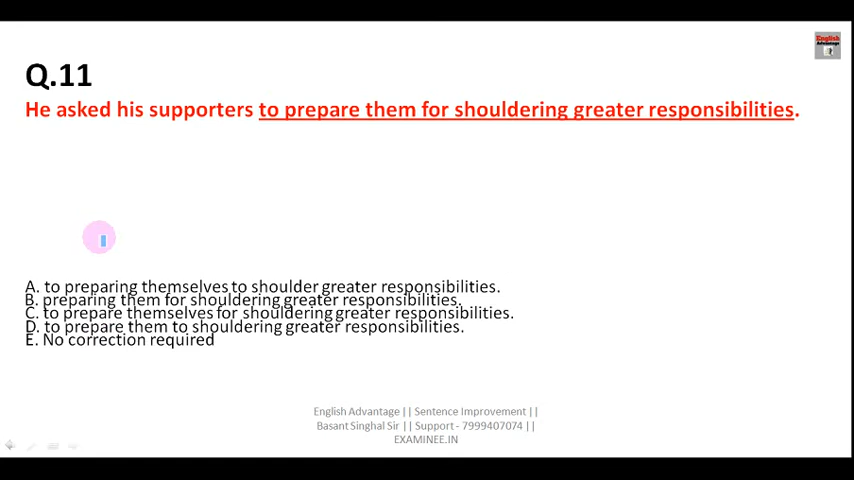 English
Advantage
Q.11
He asked his supporters to prepare them for shouldering greater responsibilities.
A. to preparing themselves to shoulder greater responsibilities.
B. preparing them for shouldering greater responsibilities.
C. to prepare themselves for shouldering greater responsibilities.
D. to prepare them to shouldering greater responsibilities.
E. No correction required
English Advantage || Sentence Improvement ||
Basant Singhal Sir || Support - 7999407074 ||
EXAMINEE.IN